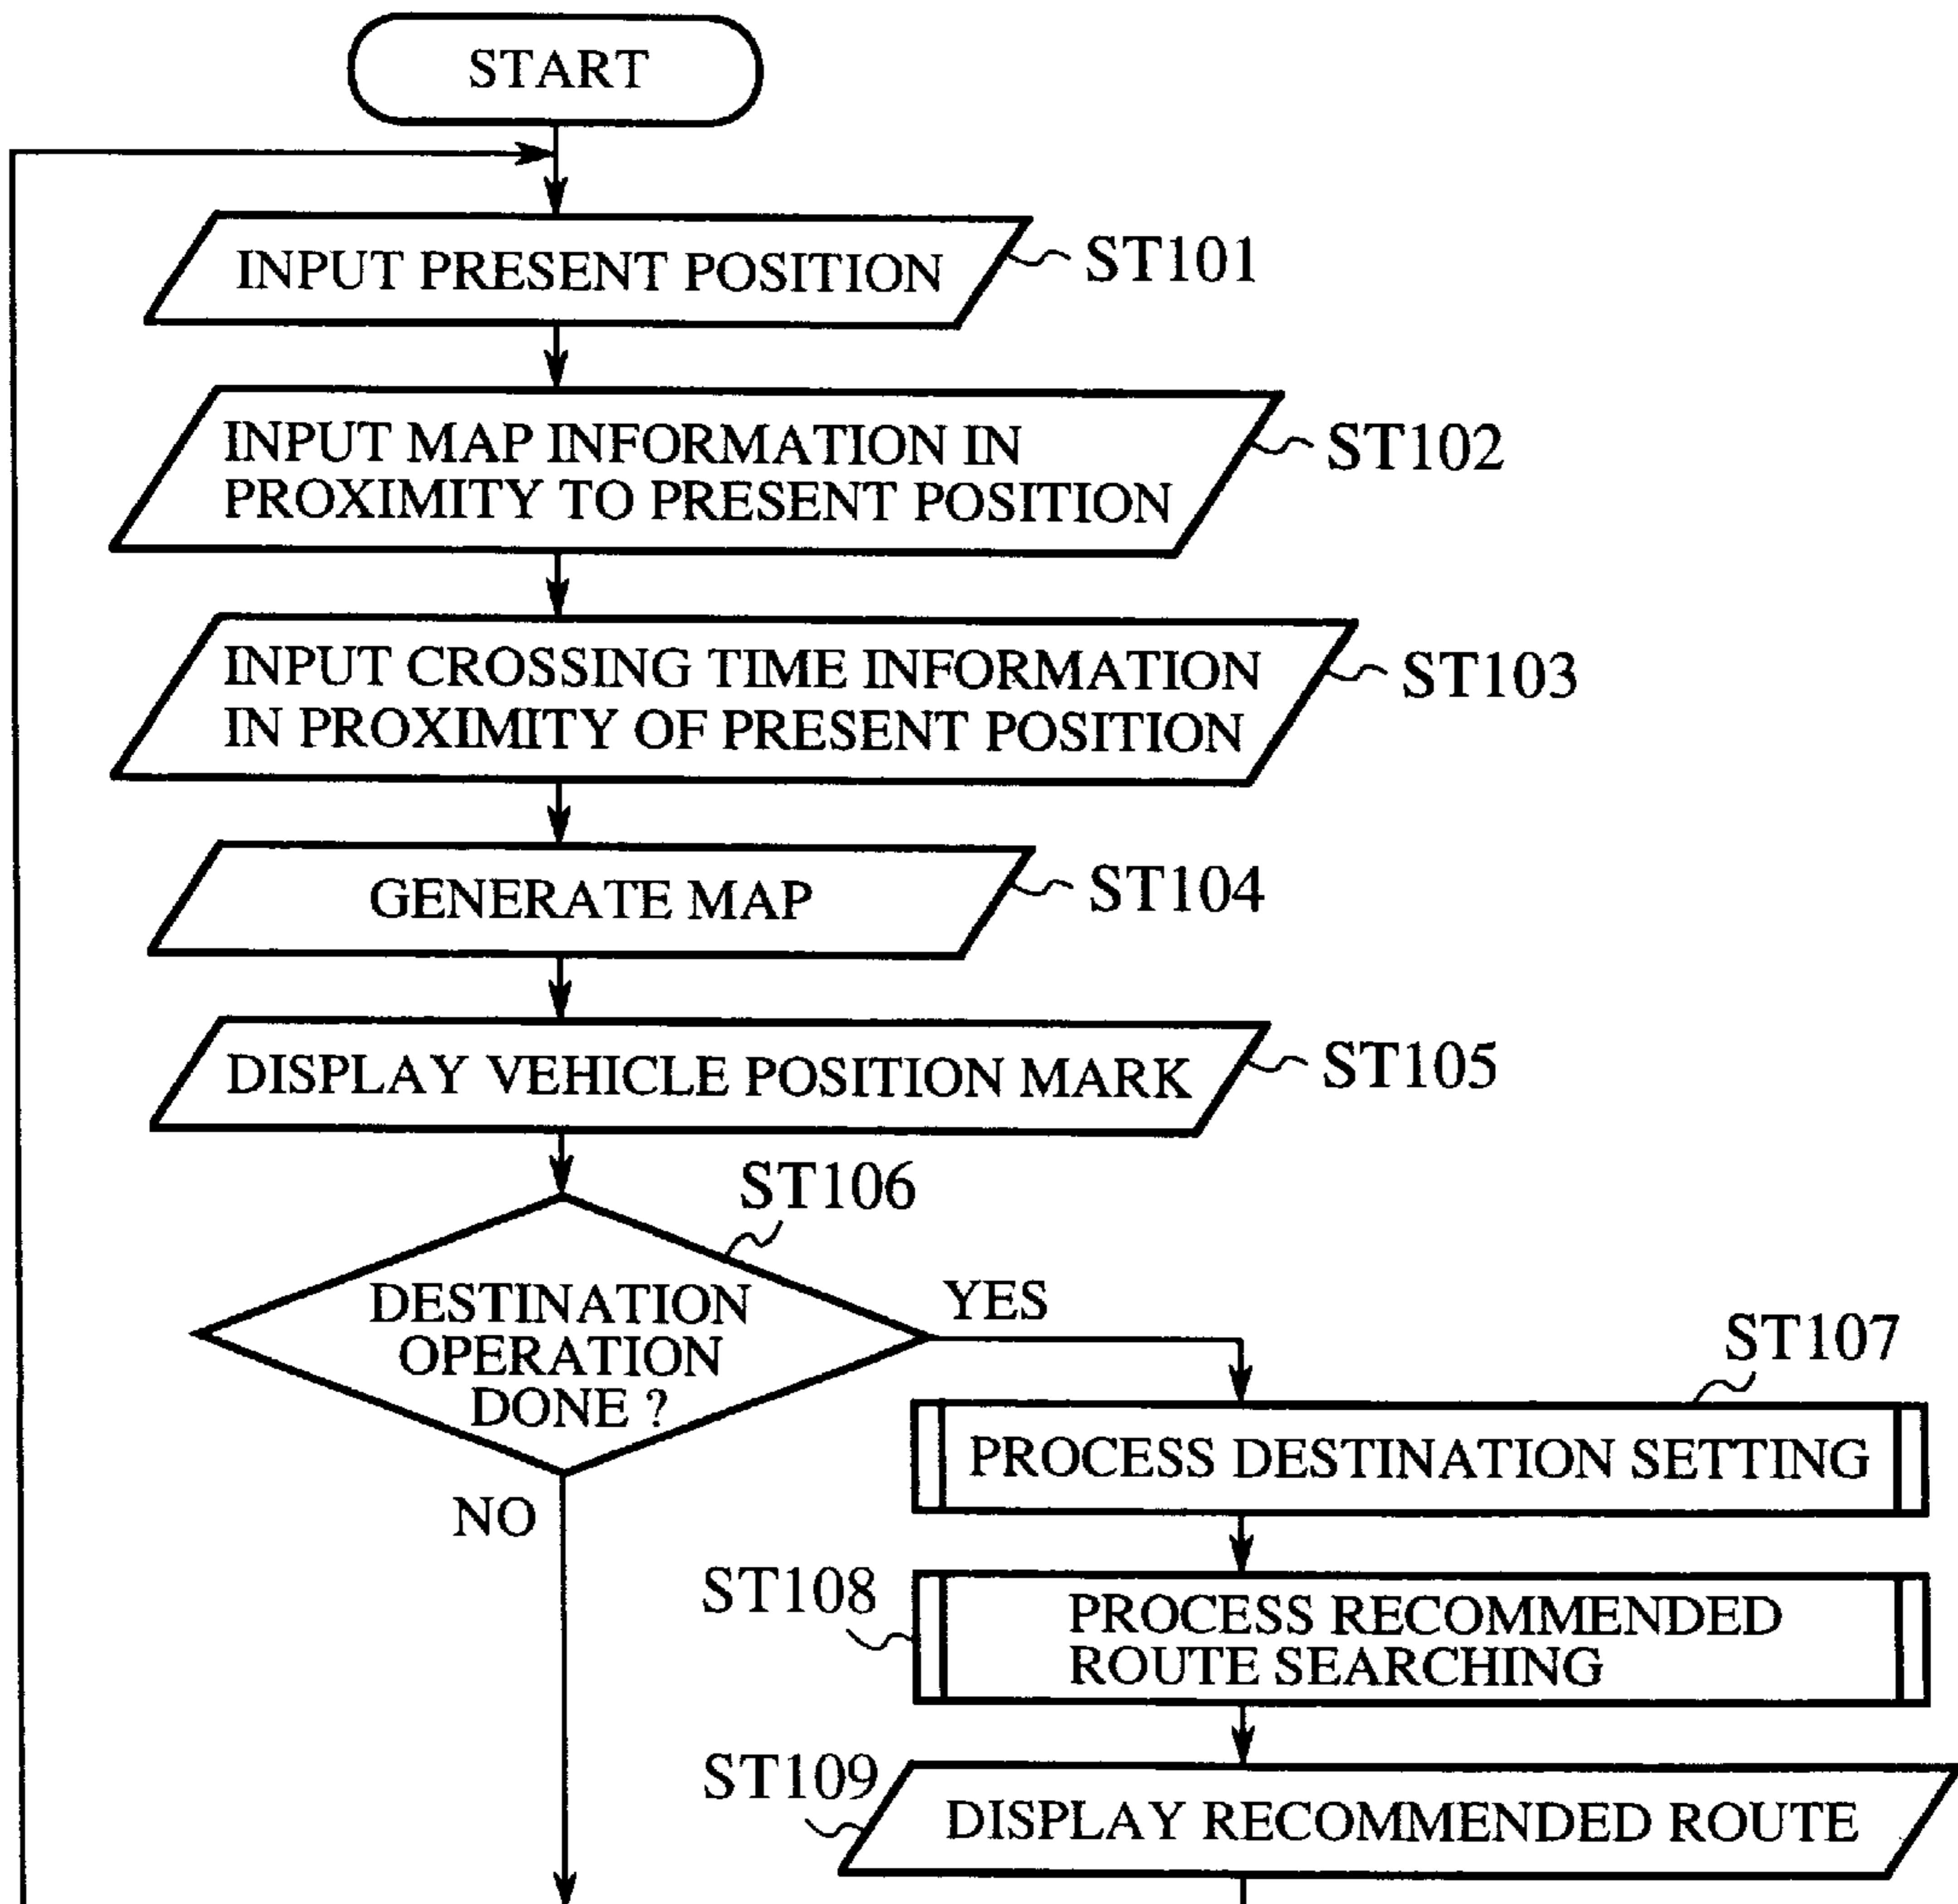 START
INPUT PRESENT POSITION
ST101
INPUT MAP INFORMATION IN
PROXIMITY TO PRESENT POSITION
ST102
INPUT CROSSING TIME INFORMATION
IN PROXIMITY OF PRESENT POSITION
ST103
GENERATE MAP
ST104
DISPLAY VEHICLE POSITION MARK
ST105
ST106
DESTINATION
OPERATION
DONE ?
YES
NO
ST107
PROCESS DESTINATION SETTING
ST108
PROCESS RECOMMENDED
ROUTE SEARCHING
ST109
DISPLAY RECOMMENDED ROUTE